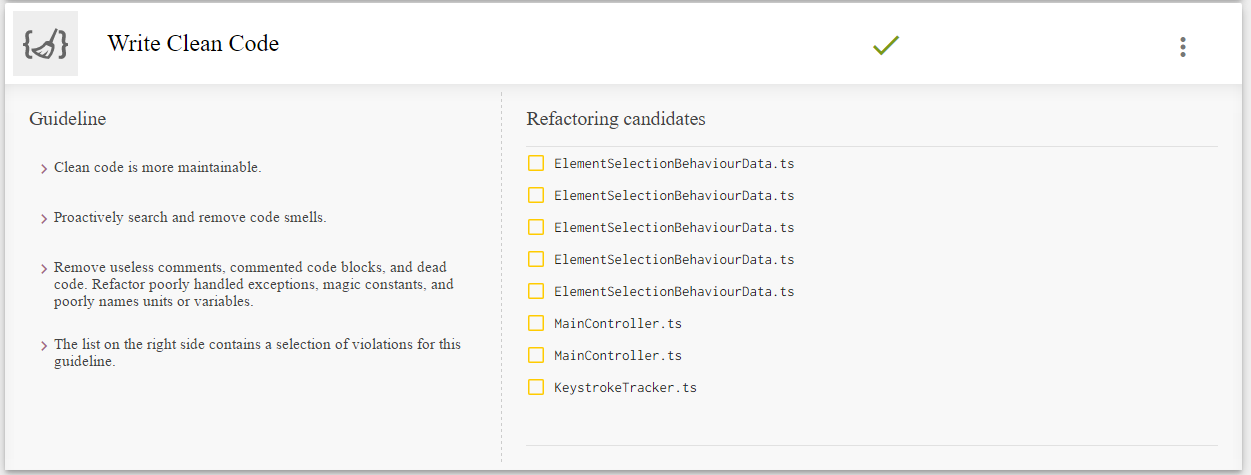 Write Clean Code
Guideline
Clean code is more maintainable.
Proactively search and remove code smells.
Remove useless comments, commented code blocks, and dead
code. Refactor poorly handled exceptions, magic constants, and
poorly names units or variables.
The list on the right side contains a selection of violations for this
guideline.
Refactoring candidates
ElementSelectionBehaviourData.ts
ElementSelectionBehaviourData.ts
ElementSelectionBehaviourData.ts
ElementSelectionBehaviourData.ts
ElementSelectionBehaviourData.ts
MainController.ts
MainController.ts
KeystrokeTracker.ts